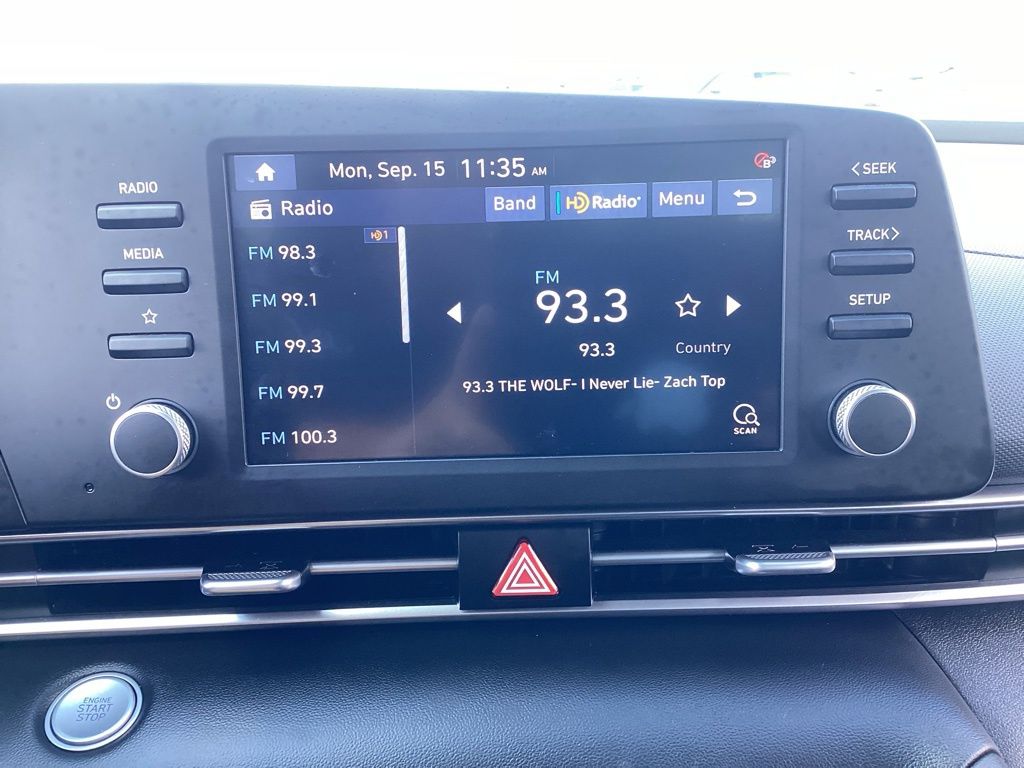 RADIO
MEDIA
Mon, Sep. 15 11:35 AM
B
Radio
Band
HD Radio
Menu
HD 1
FM 98.3
FM 99.1
FM 99.3
FM 99.7
FM 100.3
FM
93.3
93.3
Country
93.3 THE WOLF- I Never Lie- Zach Top
SCAN
< SEEK
TRACK >
SETUP
ENGINE
START
STOP